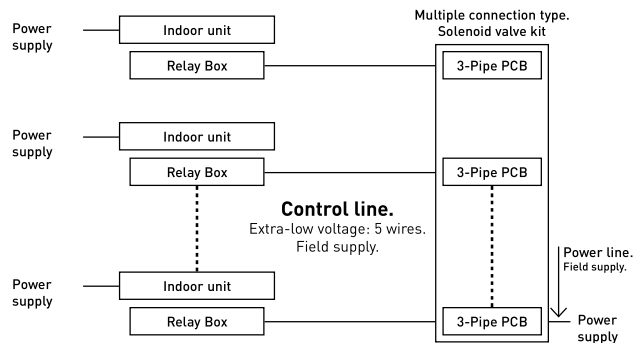 Multiple connection type.
Solenoid valve kit
Power
supply
Indoor unit
Relay Box
3-Pipe PCB
Power
supply
Indoor unit
Relay Box
3-Pipe PCB
Control line.
Extra-low voltage: 5 wires.
Field supply.
Power line.
Field supply.
Power
supply
Indoor unit
Relay Box
3-Pipe PCB
Power
supply